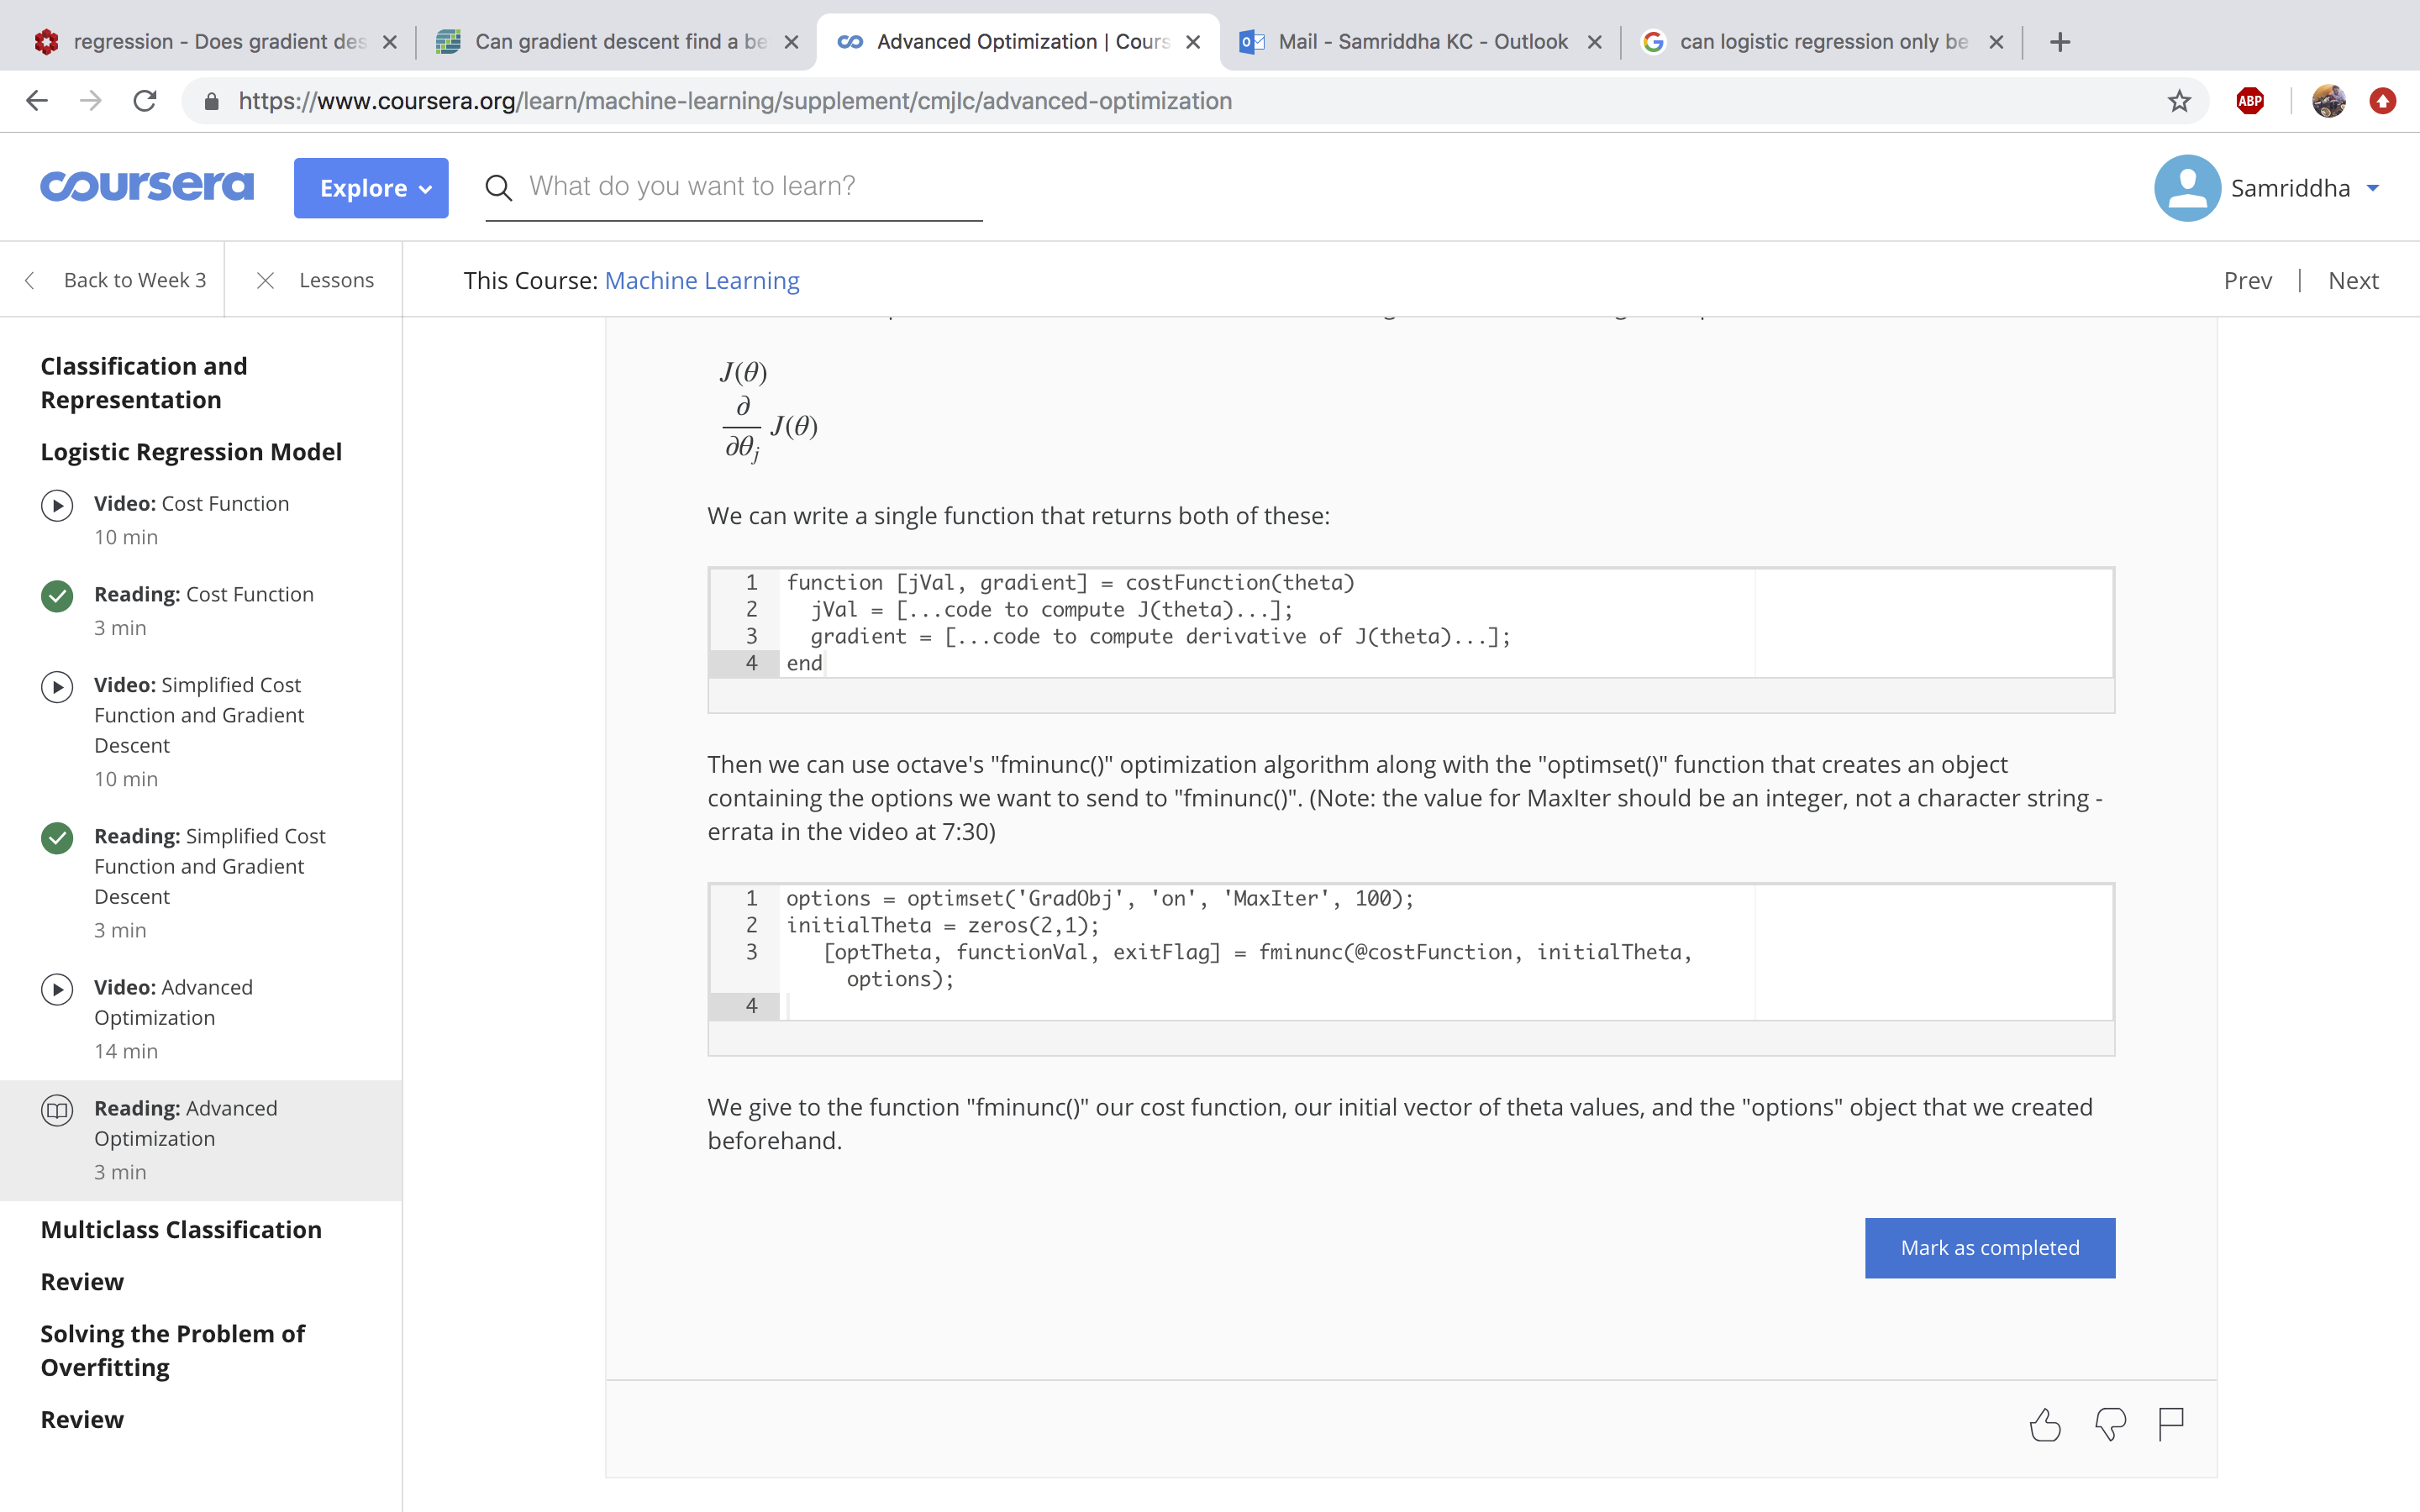 regression - Does gradient des
Can gradient descent find a be
Advanced Optimization | Cours
Mail - Samriddha KC - Outlook
can logistic regression only be
https://www.coursera.org/learn/machine-learning/supplement/cmjIc/advanced-optimization
ABP
coursera
Explore
What do you want to learn?
Samriddha
Back to Week 3
Lessons
This Course: Machine Learning
Prev | Next
Classification and
Representation
Logistic Regression Model
Video: Cost Function
10 min
Reading: Cost Function
3 min
Video: Simplified Cost
Function and Gradient
Descent
10 min
Reading: Simplified Cost
Function and Gradient
Descent
3 min
Video: Advanced
Optimization
14 min
Reading: Advanced
Optimization
3 min
Multiclass Classification
Review
Solving the Problem of
Overfitting
Review
J(θ)
∂
J(θ)
∂θj
We can write a single function that returns both of these:
1 function [jVal, gradient] = costFunction(theta)
2 jVal = [...code to compute J(theta)...];
3 gradient = [...code to compute derivative of J(theta)...];
4 end
Then we can use octave's "fminunc()" optimization algorithm along with the "optimset()" function that creates an object
containing the options we want to send to "fminunc()". (Note: the value for MaxIter should be an integer, not a character string -
errata in the video at 7:30)
1 options = optimset('GradObj', 'on', 'MaxIter', 100);
2 initialTheta = zeros(2,1);
3 [optTheta, functionVal, exitFlag] = fminunc(@costFunction, initialTheta,
options);
4
We give to the function "fminunc()" our cost function, our initial vector of theta values, and the "options" object that we created
beforehand.
Mark as completed